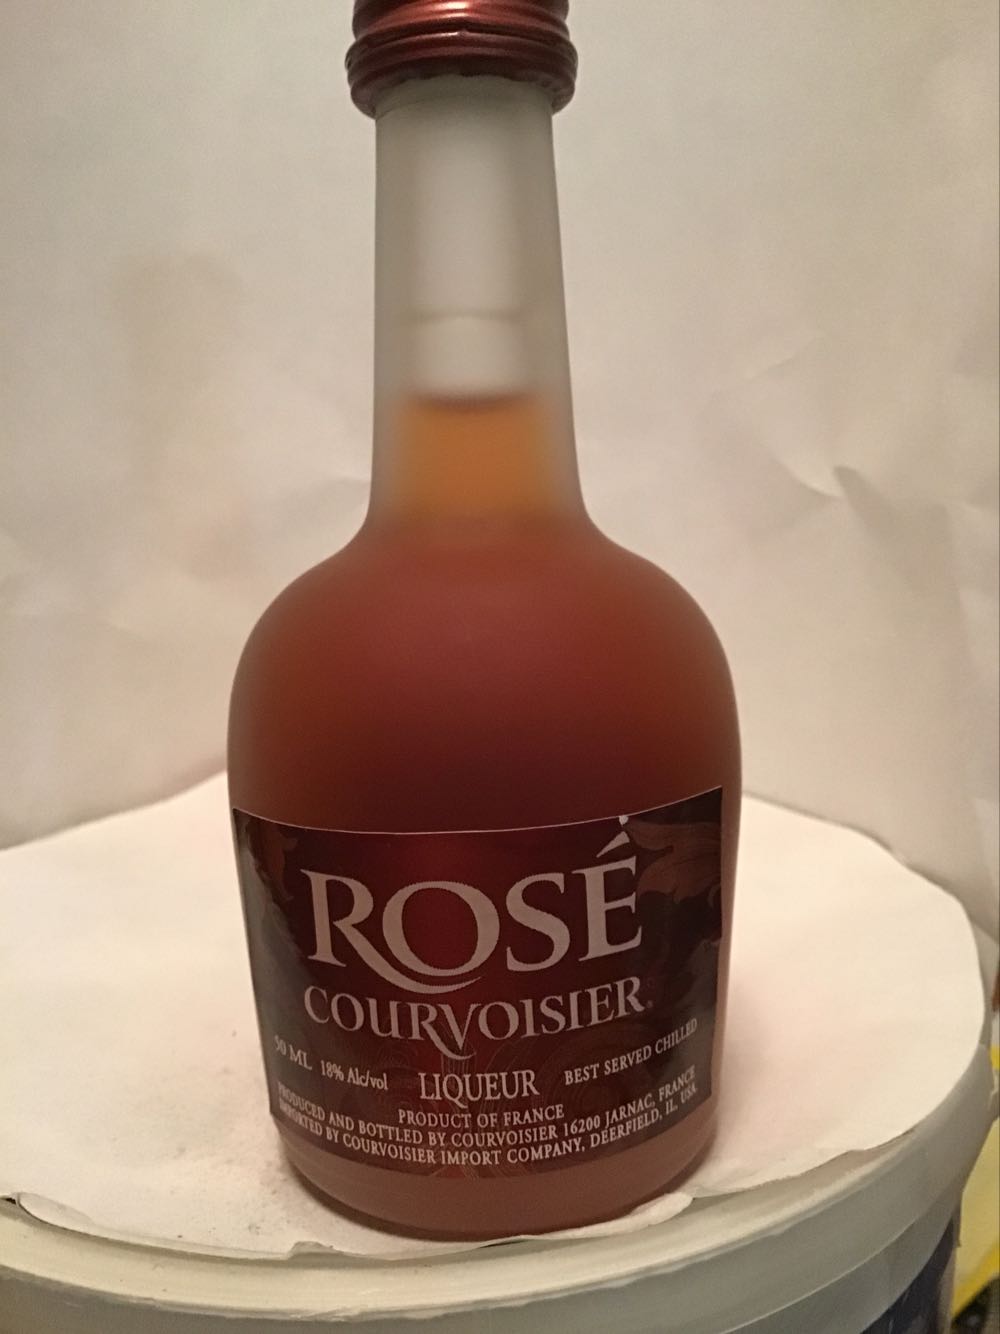 ROSÉ
COURVOISIER
50 ML 18% Alc/vol LIQUEUR BEST SERVED CHILLED
PRODUCT OF FRANCE
PRODUCED AND BOTTLED BY COURVOISIER 16200 JARNAC, FRANCE
IMPORTED BY COURVOISIER IMPORT COMPANY, DEERFIELD, IL. USA